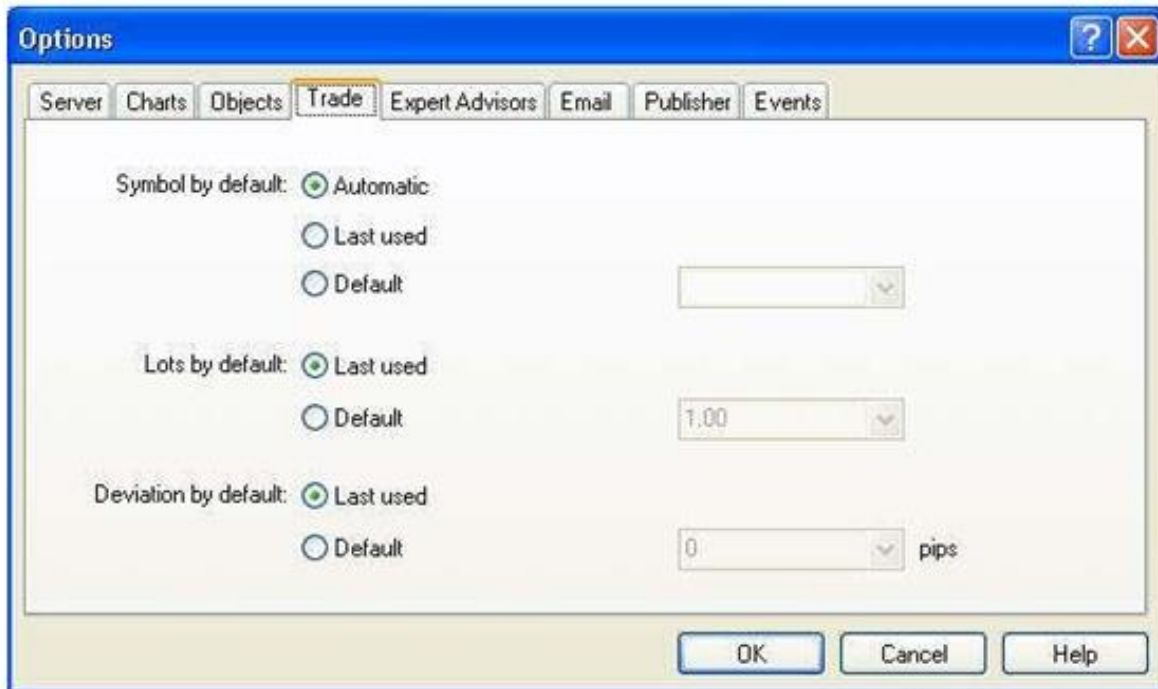 Options
Server Charts Objects Trade Expert Advisors Email Publisher Events
Symbol by default: Automatic
Last used
Default
Lots by default: Last used
Default 1.00
Deviation by default: Last used
Default 0 pips
OK Cancel Help